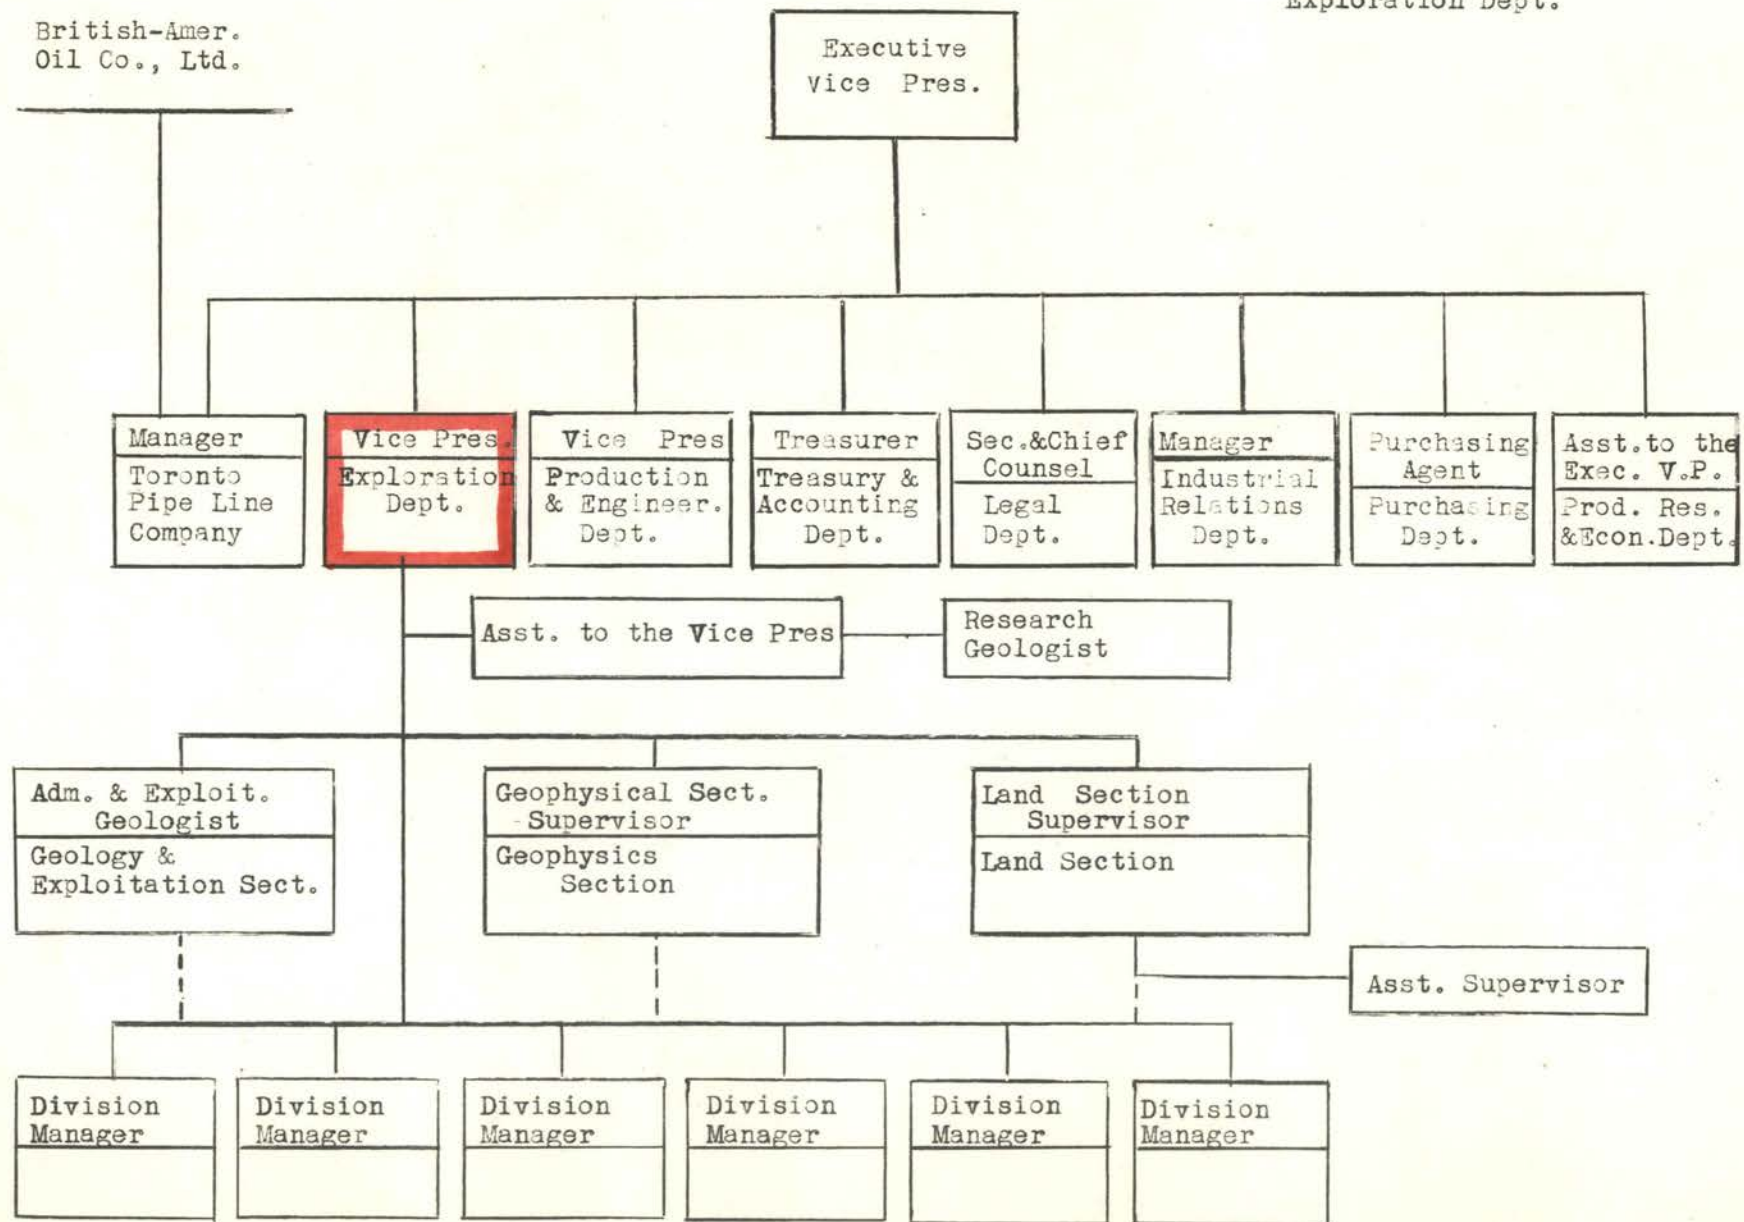 Exploration Dept.
British-Amer.
Oil Co., Ltd.
Executive
Vice Pres.
Manager
Toronto
Pipe Line
Company
Vice Pres.
Exploration
Dept.
Vice Pres
Production
& Engineer.
Dept.
Treasurer
Treasury &
Accounting
Dept.
Sec.&Chief
Counsel
Legal
Dept.
Manager
Industrial
Relations
Dept.
Purchasing
Agent
Purchasing
Dept.
Asst.to the
Exec. V.P.
Prod. Res.
&Econ.Dept.
Asst. to the Vice Pres
Research
Geologist
Adm. & Exploit.
Geologist
Geology &
Exploitation Sect.
Geophysical Sect.
Supervisor
Geophysics
Section
Land Section
Supervisor
Land Section
Asst. Supervisor
Division
Manager
Division
Manager
Division
Manager
Division
Manager
Division
Manager
Division
Manager